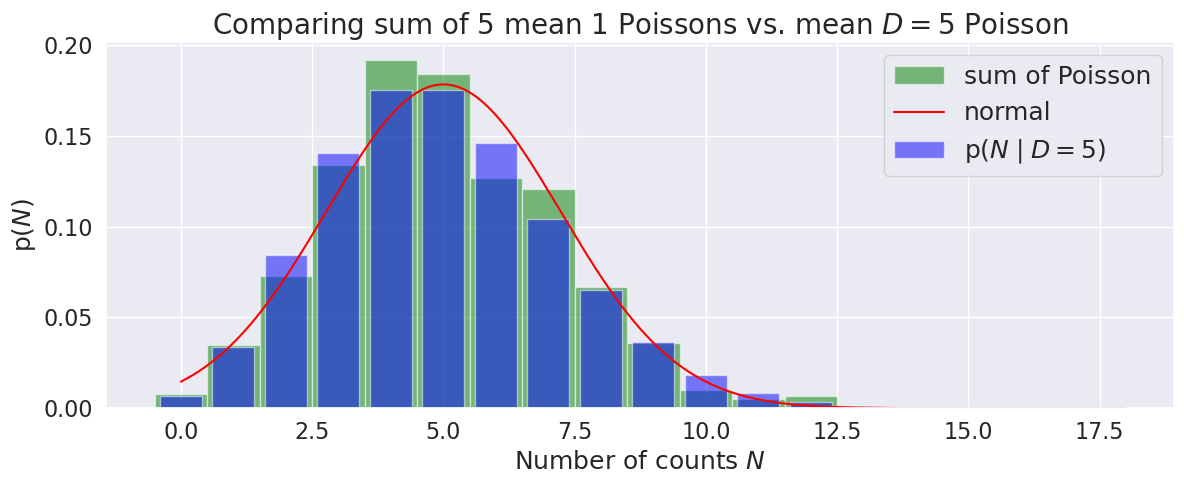 Comparing sum of 5 mean 1 Poissons vs. mean D = 5 Poisson
0.20
0.15
0.10
0.05
0.00
p(N)
sum of Poisson
normal
p(N | D = 5)
0.0 2.5 5.0 7.5 10.0 12.5 15.0 17.5
Number of counts N